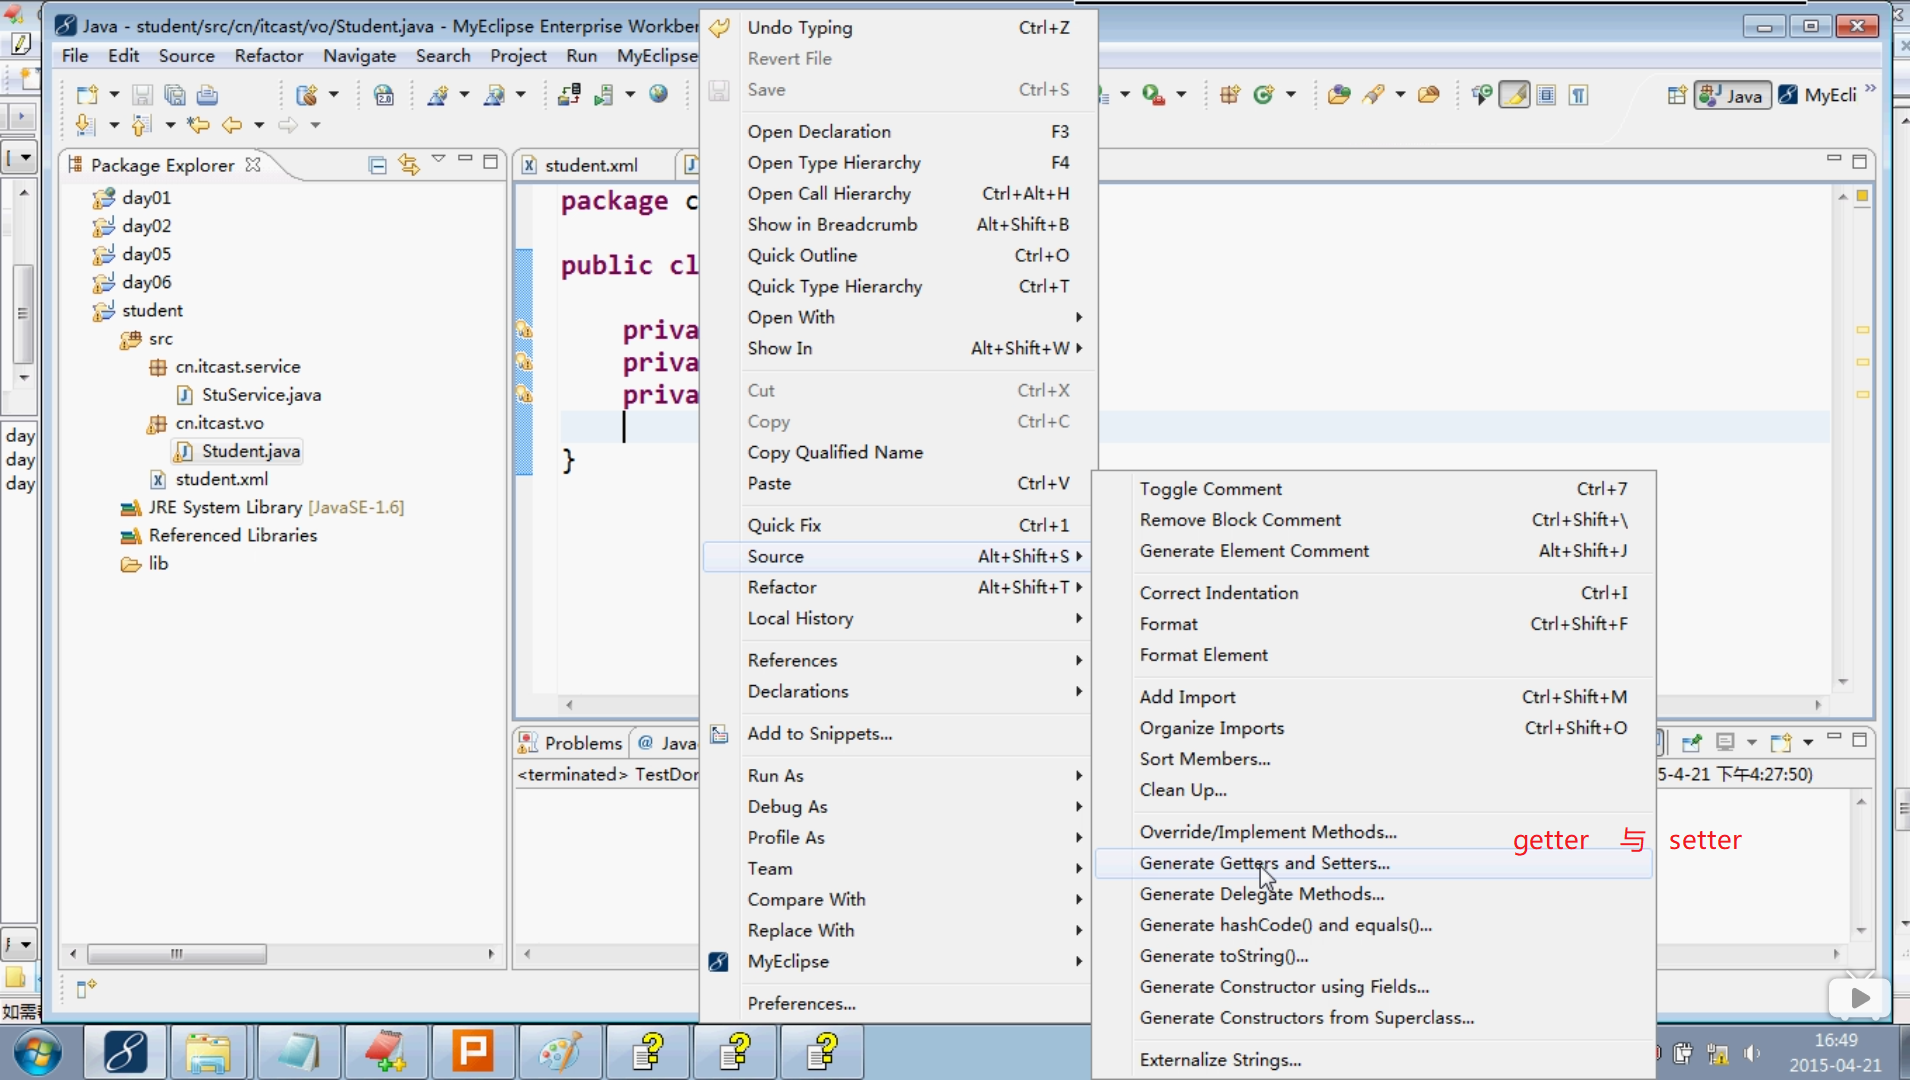 Java - student/src/cn/itcast/vo/Student.java - MyEclipse Enterprise
File Edit Source Refactor Navigate Search Project Run MyEclipse
Java
MyEcli
Package Explorer
day01
day02
day05
day06
student
src
cn.itcast.service
StuService.java
cn.itcast.vo
Student.java
student.xml
JRE System Library [JavaSE-1.6]
Referenced Libraries
lib
day
day
day
student.xml
package c
public cl
priva
priva
priva
}
Problems @ Java
<terminated> TestDo
5-4-21 下午4:27:50)
Undo Typing Ctrl+Z
Revert File
Save Ctrl+S
Open Declaration F3
Open Type Hierarchy F4
Open Call Hierarchy Ctrl+Alt+H
Show in Breadcrumb Alt+Shift+B
Quick Outline Ctrl+O
Quick Type Hierarchy Ctrl+T
Open With
Show In Alt+Shift+W
Cut Ctrl+X
Copy Ctrl+C
Copy Qualified Name
Paste Ctrl+V
Quick Fix Ctrl+1
Source Alt+Shift+S
Refactor Alt+Shift+T
Local History
References
Declarations
Add to Snippets...
Run As
Debug As
Profile As
Team
Compare With
Replace With
MyEclipse
Preferences...
Toggle Comment Ctrl+7
Remove Block Comment Ctrl+Shift+\
Generate Element Comment Alt+Shift+J
Correct Indentation Ctrl+I
Format Ctrl+Shift+F
Format Element
Add Import Ctrl+Shift+M
Organize Imports Ctrl+Shift+O
Sort Members...
Clean Up...
Override/Implement Methods...
getter 与 setter
Generate Getters and Setters...
Generate Delegate Methods...
Generate hashCode() and equals()...
Generate toString()...
Generate Constructor using Fields...
Generate Constructors from Superclass...
Externalize Strings...
如需
16:49
2015-04-21